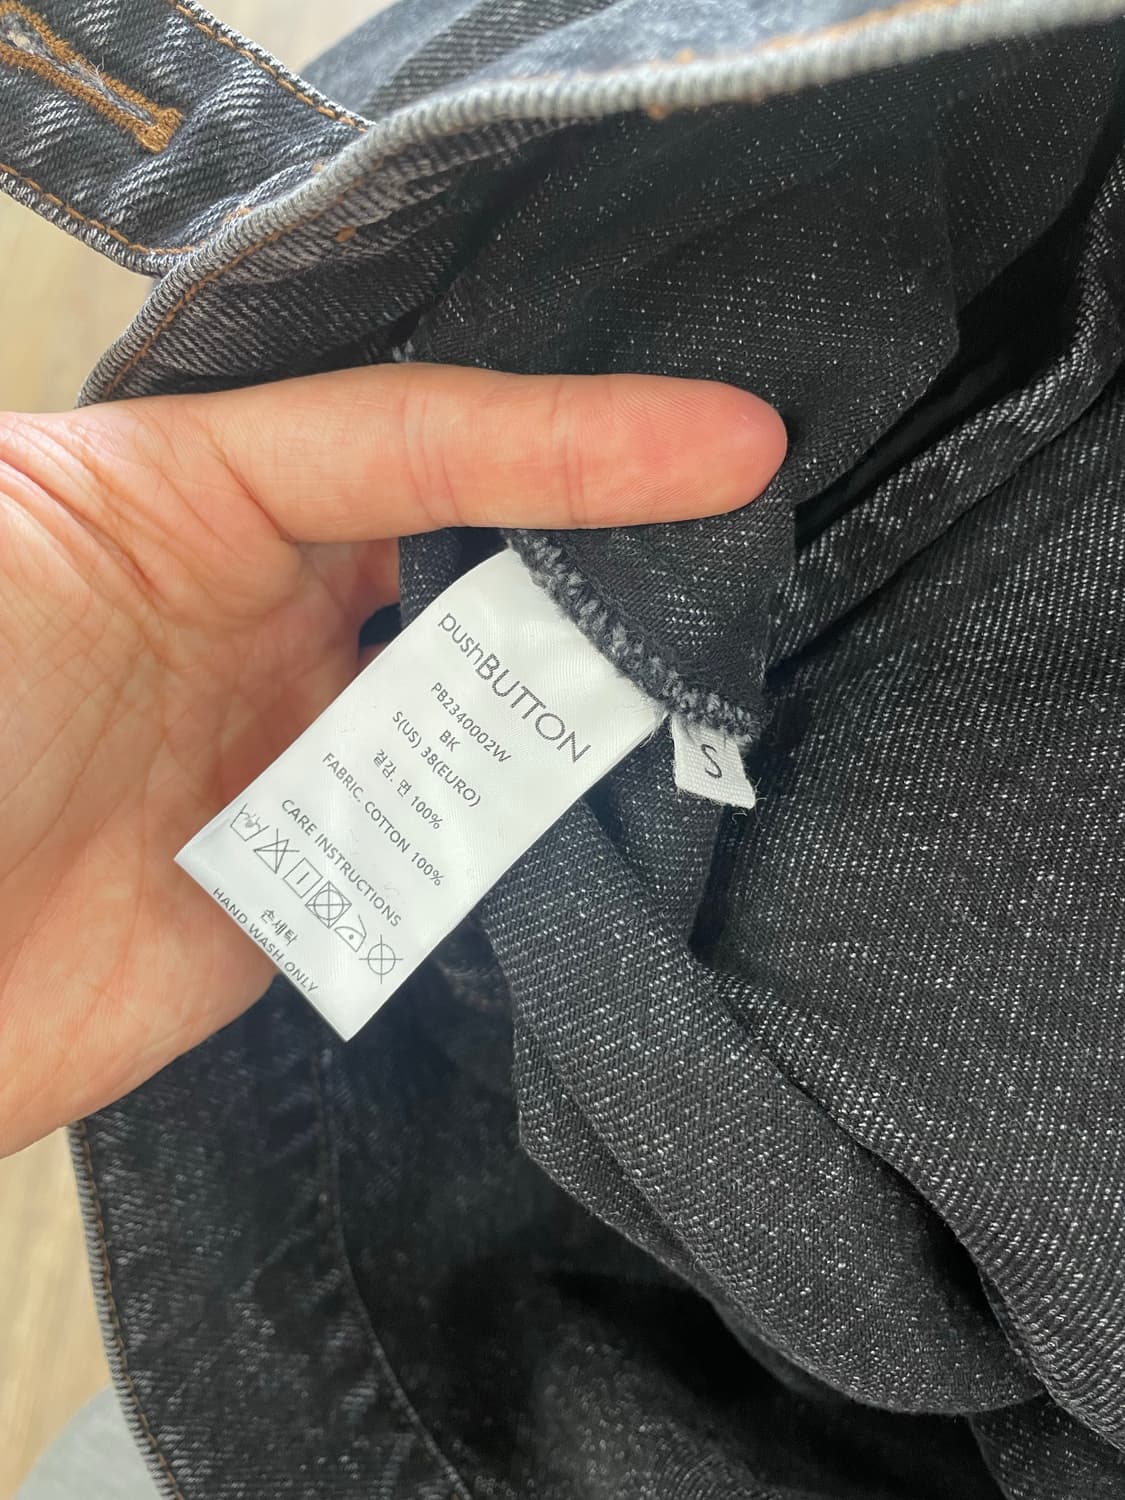 pushBUTTON
PB2340002W
BK
S(US) 38(EURO)
겉감. 면 100%
FABRIC. COTTON 100%
CARE INSTRUCTIONS
손세탁
HAND WASH ONLY
S